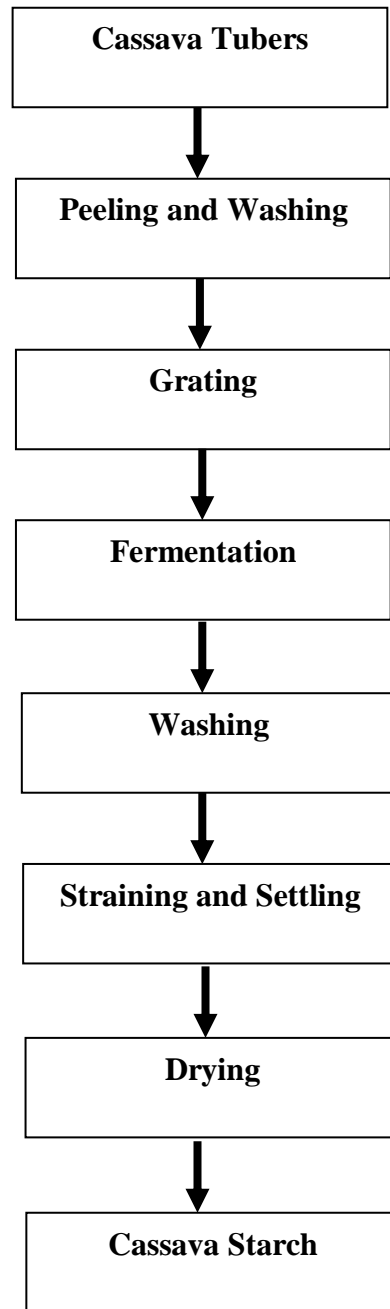 Cassava Tubers
Peeling and Washing
Grating
Fermentation
Washing
Straining and Settling
Drying
Cassava Starch